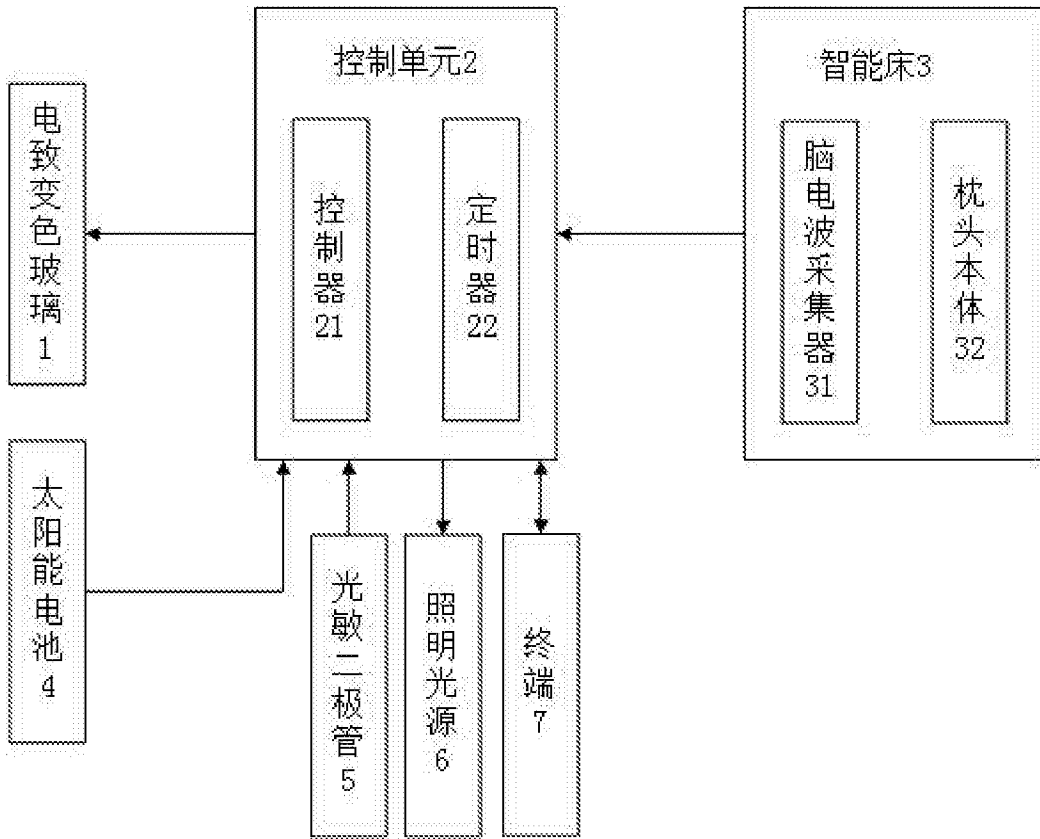 控制单元2
智能床3
电致变色玻璃1
控制器21
定时器22
脑电波采集器31
枕头本体32
太阳能电池4
光敏二极管5
照明光源6
终端7